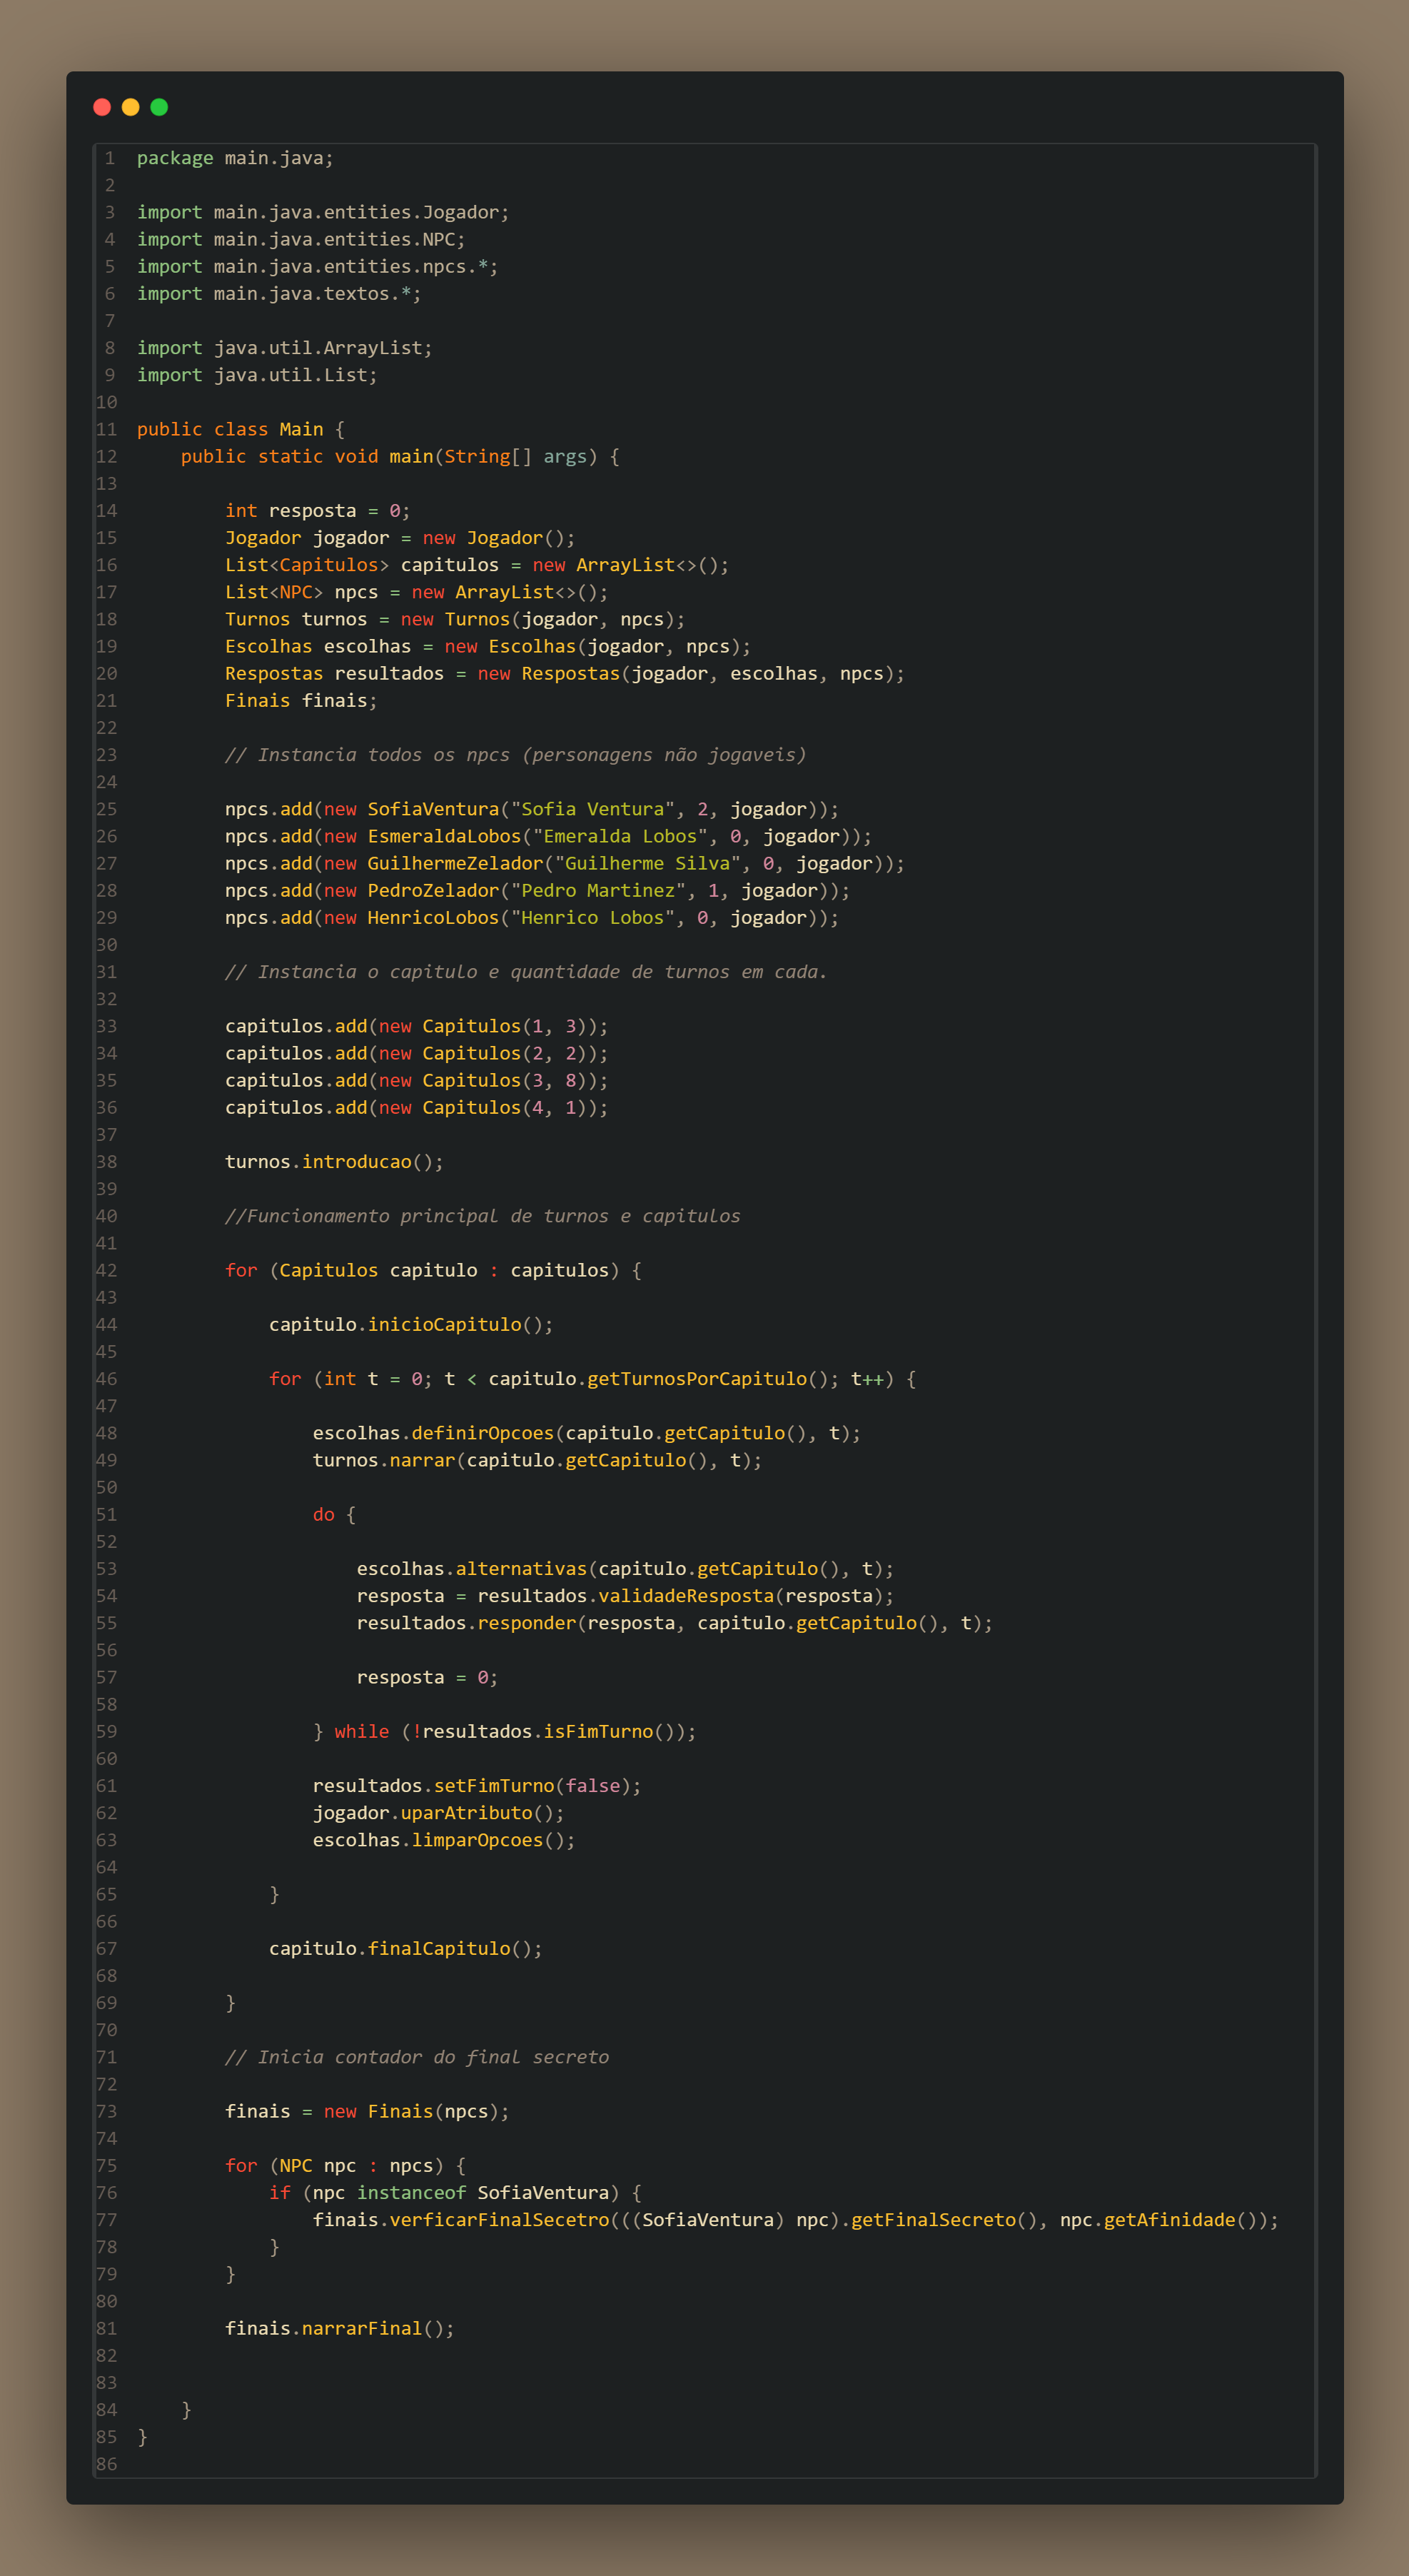 1 package main.java;
2
3 import main.java.entities.Jogador;
4 import main.java.entities.NPC;
5 import main.java.entities.npcs.*;
6 import main.java.textos.*;
7
8 import java.util.ArrayList;
9 import java.util.List;
10
11 public class Main {
12     public static void main(String[] args) {
13
14         int resposta = 0;
15         Jogador jogador = new Jogador();
16         List<Capitulos> capitulos = new ArrayList<>();
17         List<NPC> npcs = new ArrayList<>();
18         Turnos turnos = new Turnos(jogador, npcs);
19         Escolhas escolhas = new Escolhas(jogador, npcs);
20         Respostas resultados = new Respostas(jogador, escolhas, npcs);
21         Finais finais;
22
23         // Instancia todos os npcs (personagens não jogaveis)
24
25         npcs.add(new SofiaVentura("Sofia Ventura", 2, jogador));
26         npcs.add(new EsmeraldaLobos("Emeralda Lobos", 0, jogador));
27         npcs.add(new GuilhermeZelador("Guilherme Silva", 0, jogador));
28         npcs.add(new PedroZelador("Pedro Martinez", 1, jogador));
29         npcs.add(new HenricoLobos("Henrico Lobos", 0, jogador));
30
31         // Instancia o capitulo e quantidade de turnos em cada.
32
33         capitulos.add(new Capitulos(1, 3));
34         capitulos.add(new Capitulos(2, 2));
35         capitulos.add(new Capitulos(3, 8));
36         capitulos.add(new Capitulos(4, 1));
37
38         turnos.introducao();
39
40         //Funcionamento principal de turnos e capitulos
41
42         for (Capitulos capitulo : capitulos) {
43
44             capitulo.inicioCapitulo();
45
46             for (int t = 0; t < capitulo.getTurnosPorCapitulo(); t++) {
47
48                 escolhas.definirOpcoes(capitulo.getCapitulo(), t);
49                 turnos.narrar(capitulo.getCapitulo(), t);
50
51                 do {
52
53                     escolhas.alternativas(capitulo.getCapitulo(), t);
54                     resposta = resultados.validadeResposta(resposta);
55                     resultados.responder(resposta, capitulo.getCapitulo(), t);
56
57                     resposta = 0;
58
59                 } while (!resultados.isFimTurno());
60
61                 resultados.setFimTurno(false);
62                 jogador.uparAtributo();
63                 escolhas.limparOpcoes();
64
65             }
66
67             capitulo.finalCapitulo();
68
69         }
70
71         // Inicia contador do final secreto
72
73         finais = new Finais(npcs);
74
75         for (NPC npc : npcs) {
76             if (npc instanceof SofiaVentura) {
77                 finais.verficarFinalSecetro(((SofiaVentura) npc).getFinalSecreto(), npc.getAfinidade());
78             }
79         }
80
81         finais.narrarFinal();
82
83
84     }
85 }
86